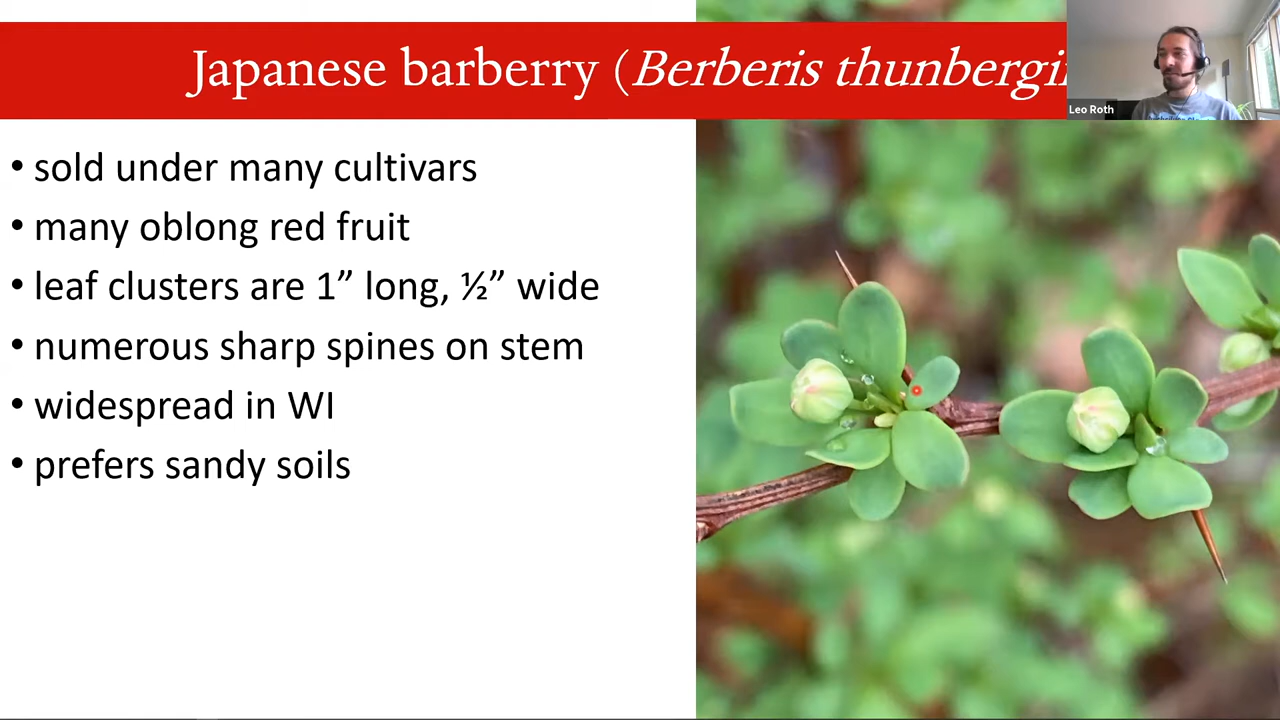 Japanese barberry (Berberis thunbergii
Leo Roth
• sold under many cultivars
• many oblong red fruit
• leaf clusters are 1” long, ½” wide
• numerous sharp spines on stem
• widespread in WI
• prefers sandy soils